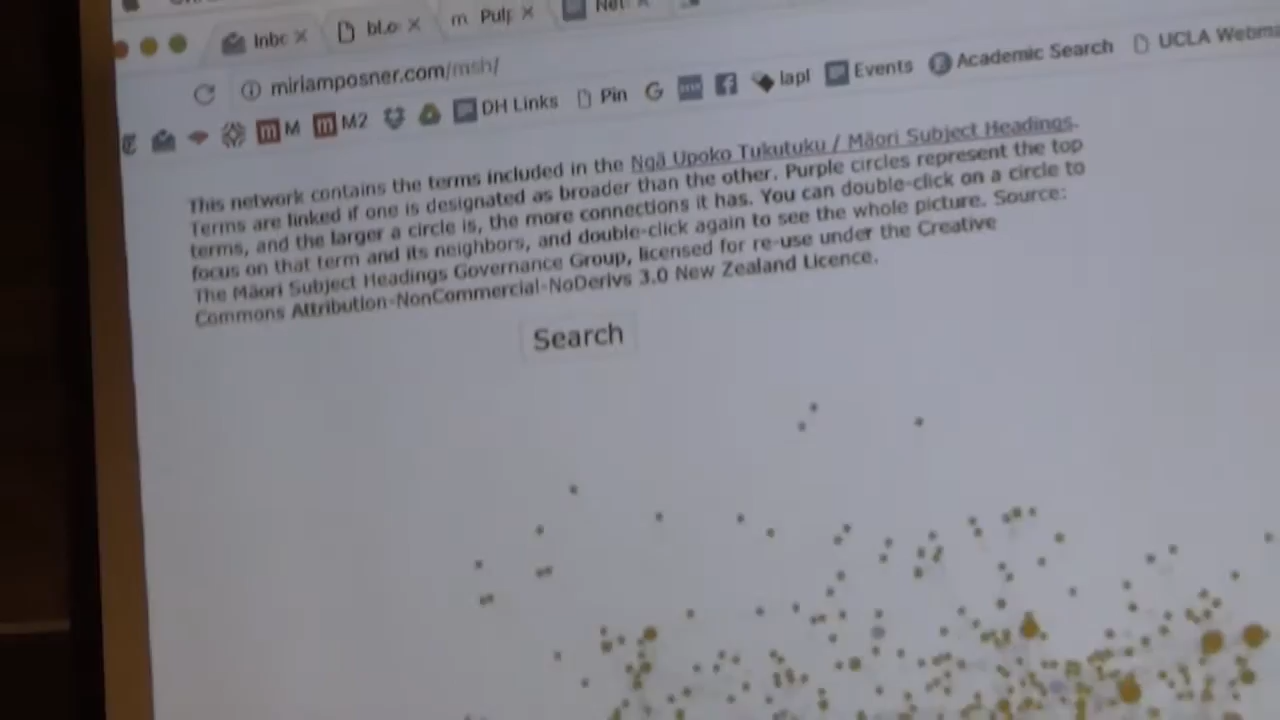 Inbc
bLo
m. Pulp
Net
miriamposner.com/msh/
M M2 DH Links Pin G lapl Events Academic Search UCLA Webma
This network contains the terms included in the Ngā Upoko Tukutuku / Māori Subject Headings.
Terms are linked if one is designated as broader than the other. Purple circles represent the top
terms, and the larger a circle is, the more connections it has. You can double-click on a circle to
focus on that term and its neighbors, and double-click again to see the whole picture. Source:
The Māori Subject Headings Governance Group, licensed for re-use under the Creative
Commons Attribution-NonCommercial-NoDerivs 3.0 New Zealand Licence.
Search